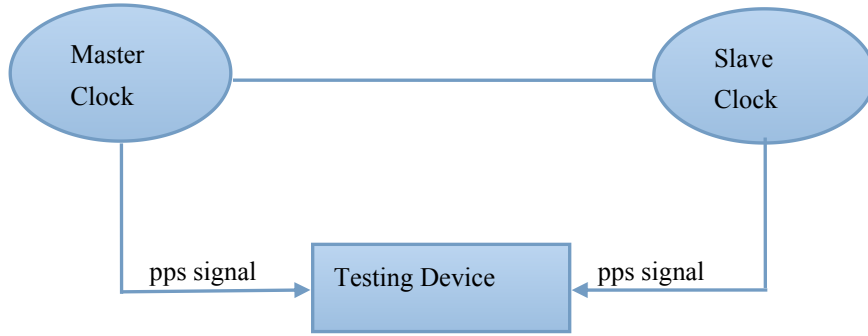 Master
Clock
Slave
Clock
pps signal
Testing Device
pps signal